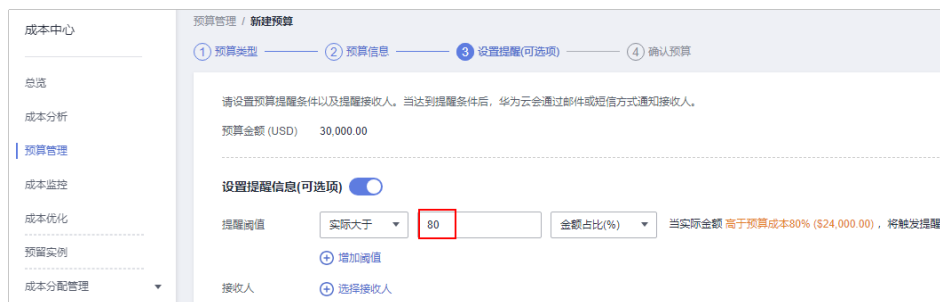 成本中心
总览
成本分析
预算管理
成本监控
成本优化
预留实例
成本分配管理
预算管理 / 新建预算
1 预算类型 2 预算信息 3 设置提醒(可选项) 4 确认预算
请设置预算提醒条件以及提醒接收人。当达到提醒条件后，华为云会通过邮件或短信方式通知接收人。
预算金额 (USD) 30,000.00
设置提醒信息(可选项)
提醒阈值 实际大于 80 金额占比(%) 当实际金额 高于预算成本80% ($24,000.00) ，将触发提醒
增加阈值
接收人 选择接收人